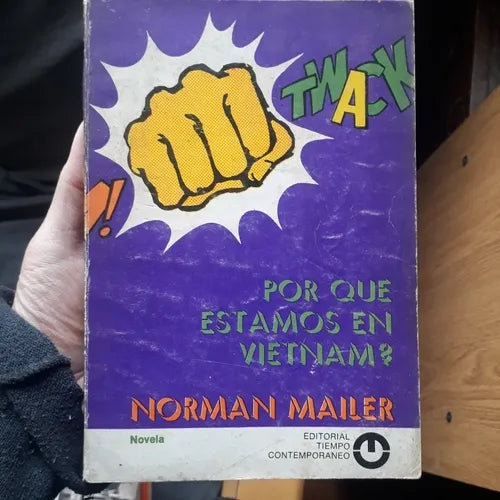 TWACK
!
POR QUE
ESTAMOS EN
VIETNAM?
NORMAN MAILER
Novela
EDITORIAL
TIEMPO
CONTEMPORANEO